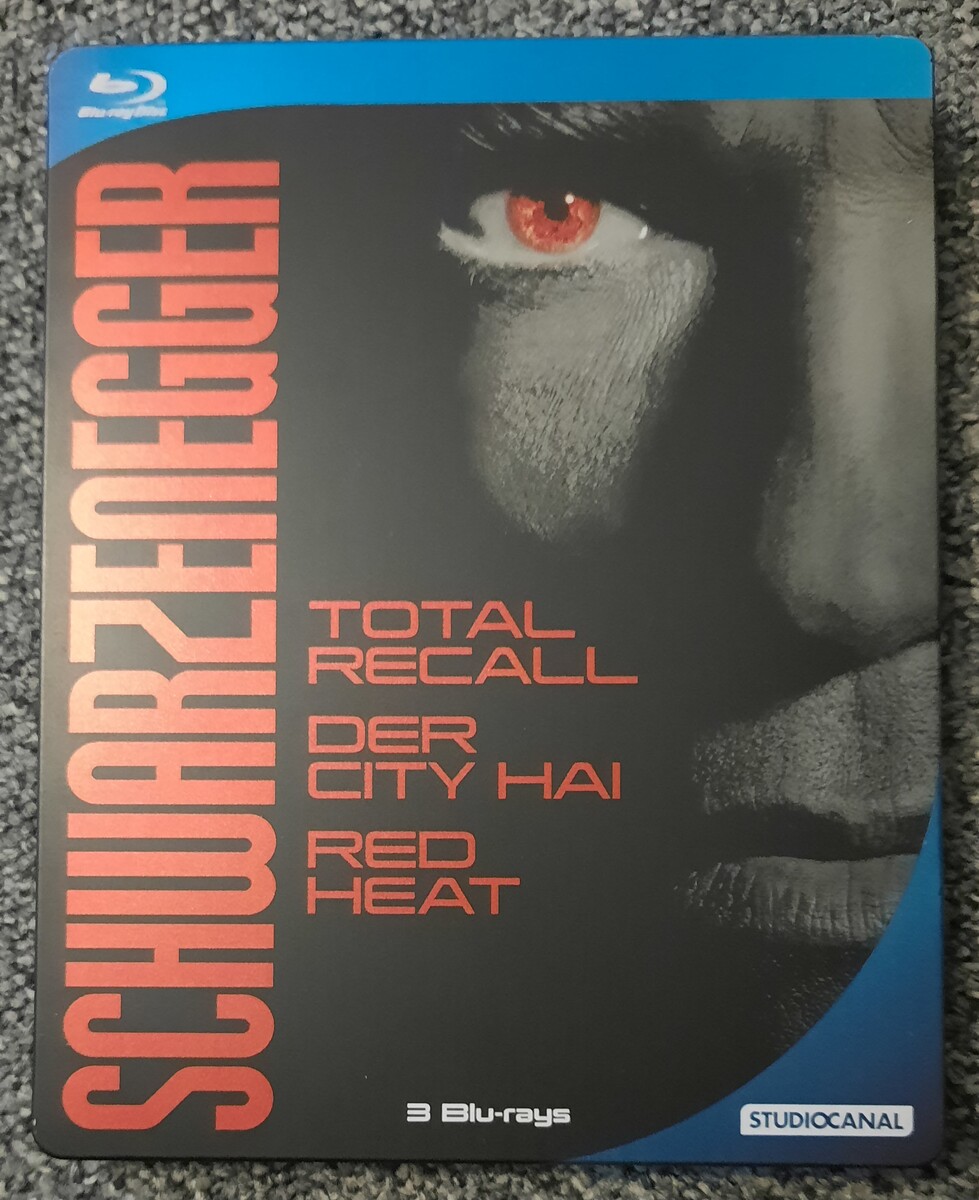 Blu-ray Disc
SCHWARZENEGGER
TOTAL
RECALL
DER
CITY HAI
RED
HEAT
3 Blu-rays
STUDIOCANAL